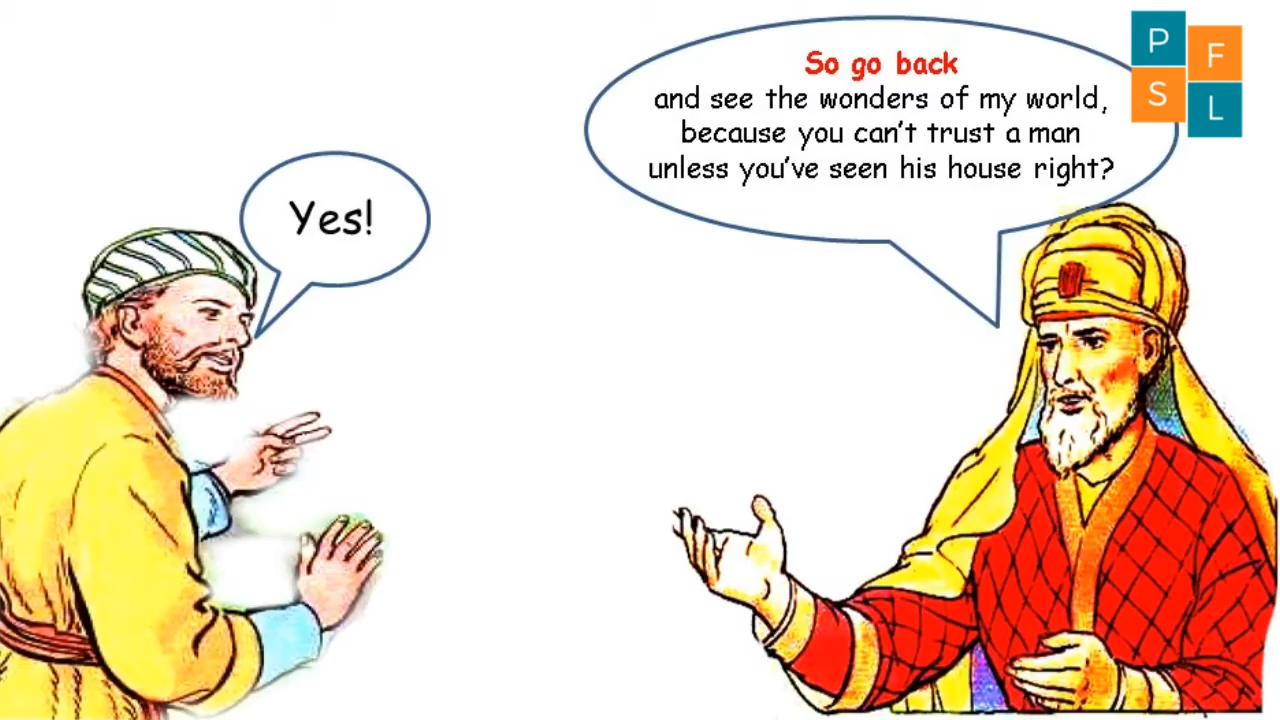 Yes!
So go back
and see the wonders of my world,
because you can't trust a man
unless you've seen his house right?
P F
S L